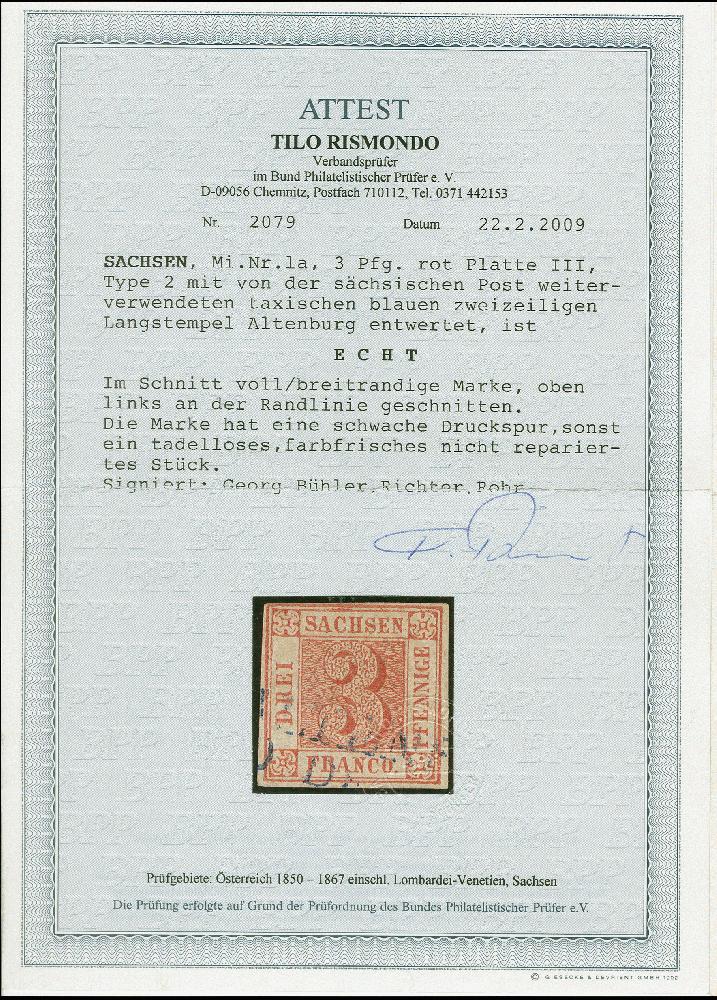 ATTEST
TILO RISMONDO
Verbandsprüfer
im Bund Philatelistischer Prüfer e. V.
D-09056 Chemnitz, Postfach 710112, Tel. 0371 442153
Nr. 2079 Datum 22.2.2009
SACHSEN, Mi.Nr.1a, 3 Pfg. rot Platte III,
Type 2 mit von der sächsischen Post weiter-
verwendeten taxischen blauen zweizeiligen
Langstempel Altenburg entwertet, ist
E C H T
Im Schnitt voll/breitrandige Marke, oben
links an der Randlinie geschnitten.
Die Marke hat eine schwache Druckspur,sonst
ein tadelloses,farbfrisches nicht reparier-
tes Stück.
Signiert: Georg Bühler,Richter,Pohr
SACHSEN
DREI
3
PFENNIGE
FRANCO
Prüfgebiete: Österreich 1850 – 1867 einschl. Lombardei-Venetien, Sachsen
Die Prüfung erfolgte auf Grund der Prüfordnung des Bundes Philatelistischer Prüfer e.V.
© GIESECKE & DEVRIENT GMBH 1992